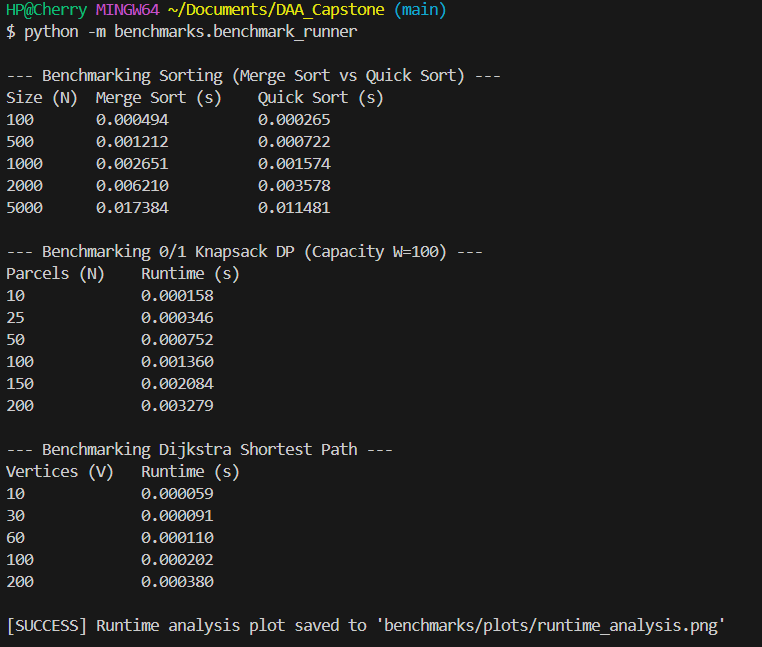 HP@Cherry MINGW64 ~/Documents/DAA_Capstone (main)
$ python -m benchmarks.benchmark_runner
--- Benchmarking Sorting (Merge Sort vs Quick Sort) ---
Size (N)  Merge Sort (s)    Quick Sort (s)
100       0.000494          0.000265
500       0.001212          0.000722
1000      0.002651          0.001574
2000      0.006210          0.003578
5000      0.017384          0.011481
--- Benchmarking 0/1 Knapsack DP (Capacity W=100) ---
Parcels (N)    Runtime (s)
10             0.000158
25             0.000346
50             0.000752
100            0.001360
150            0.002084
200            0.003279
--- Benchmarking Dijkstra Shortest Path ---
Vertices (V)   Runtime (s)
10             0.000059
30             0.000091
60             0.000110
100            0.000202
200            0.000380
[SUCCESS] Runtime analysis plot saved to 'benchmarks/plots/runtime_analysis.png'